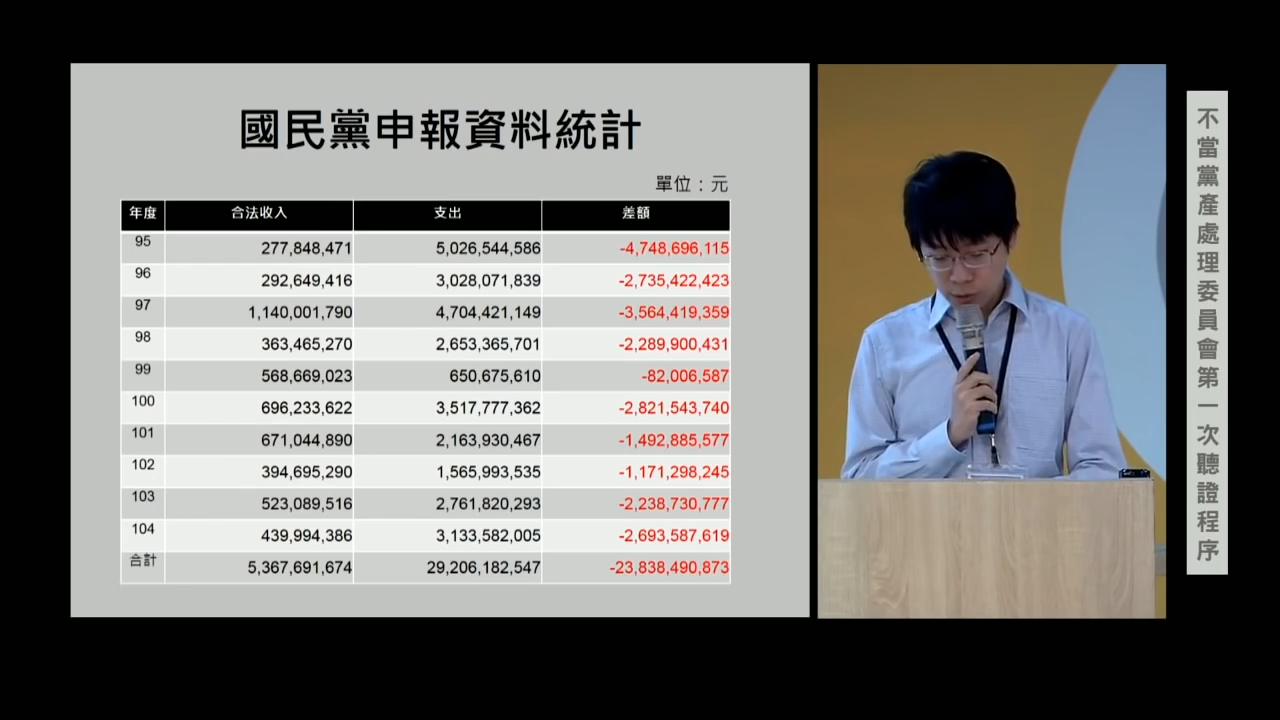 國民黨申報資料統計
單位：元
年度 合法收入 支出 差額
95 277,848,471 5,026,544,586 -4,748,696,115
96 292,649,416 3,028,071,839 -2,735,422,423
97 1,140,001,790 4,704,421,149 -3,564,419,359
98 363,465,270 2,653,365,701 -2,289,900,431
99 568,669,023 650,675,610 -82,006,587
100 696,233,622 3,517,777,362 -2,821,543,740
101 671,044,890 2,163,930,467 -1,492,885,577
102 394,695,290 1,565,993,535 -1,171,298,245
103 523,089,516 2,761,820,293 -2,238,730,777
104 439,994,386 3,133,582,005 -2,693,587,619
合計 5,367,691,674 29,206,182,547 -23,838,490,873
不當黨產處理委員會第一次聽證程序